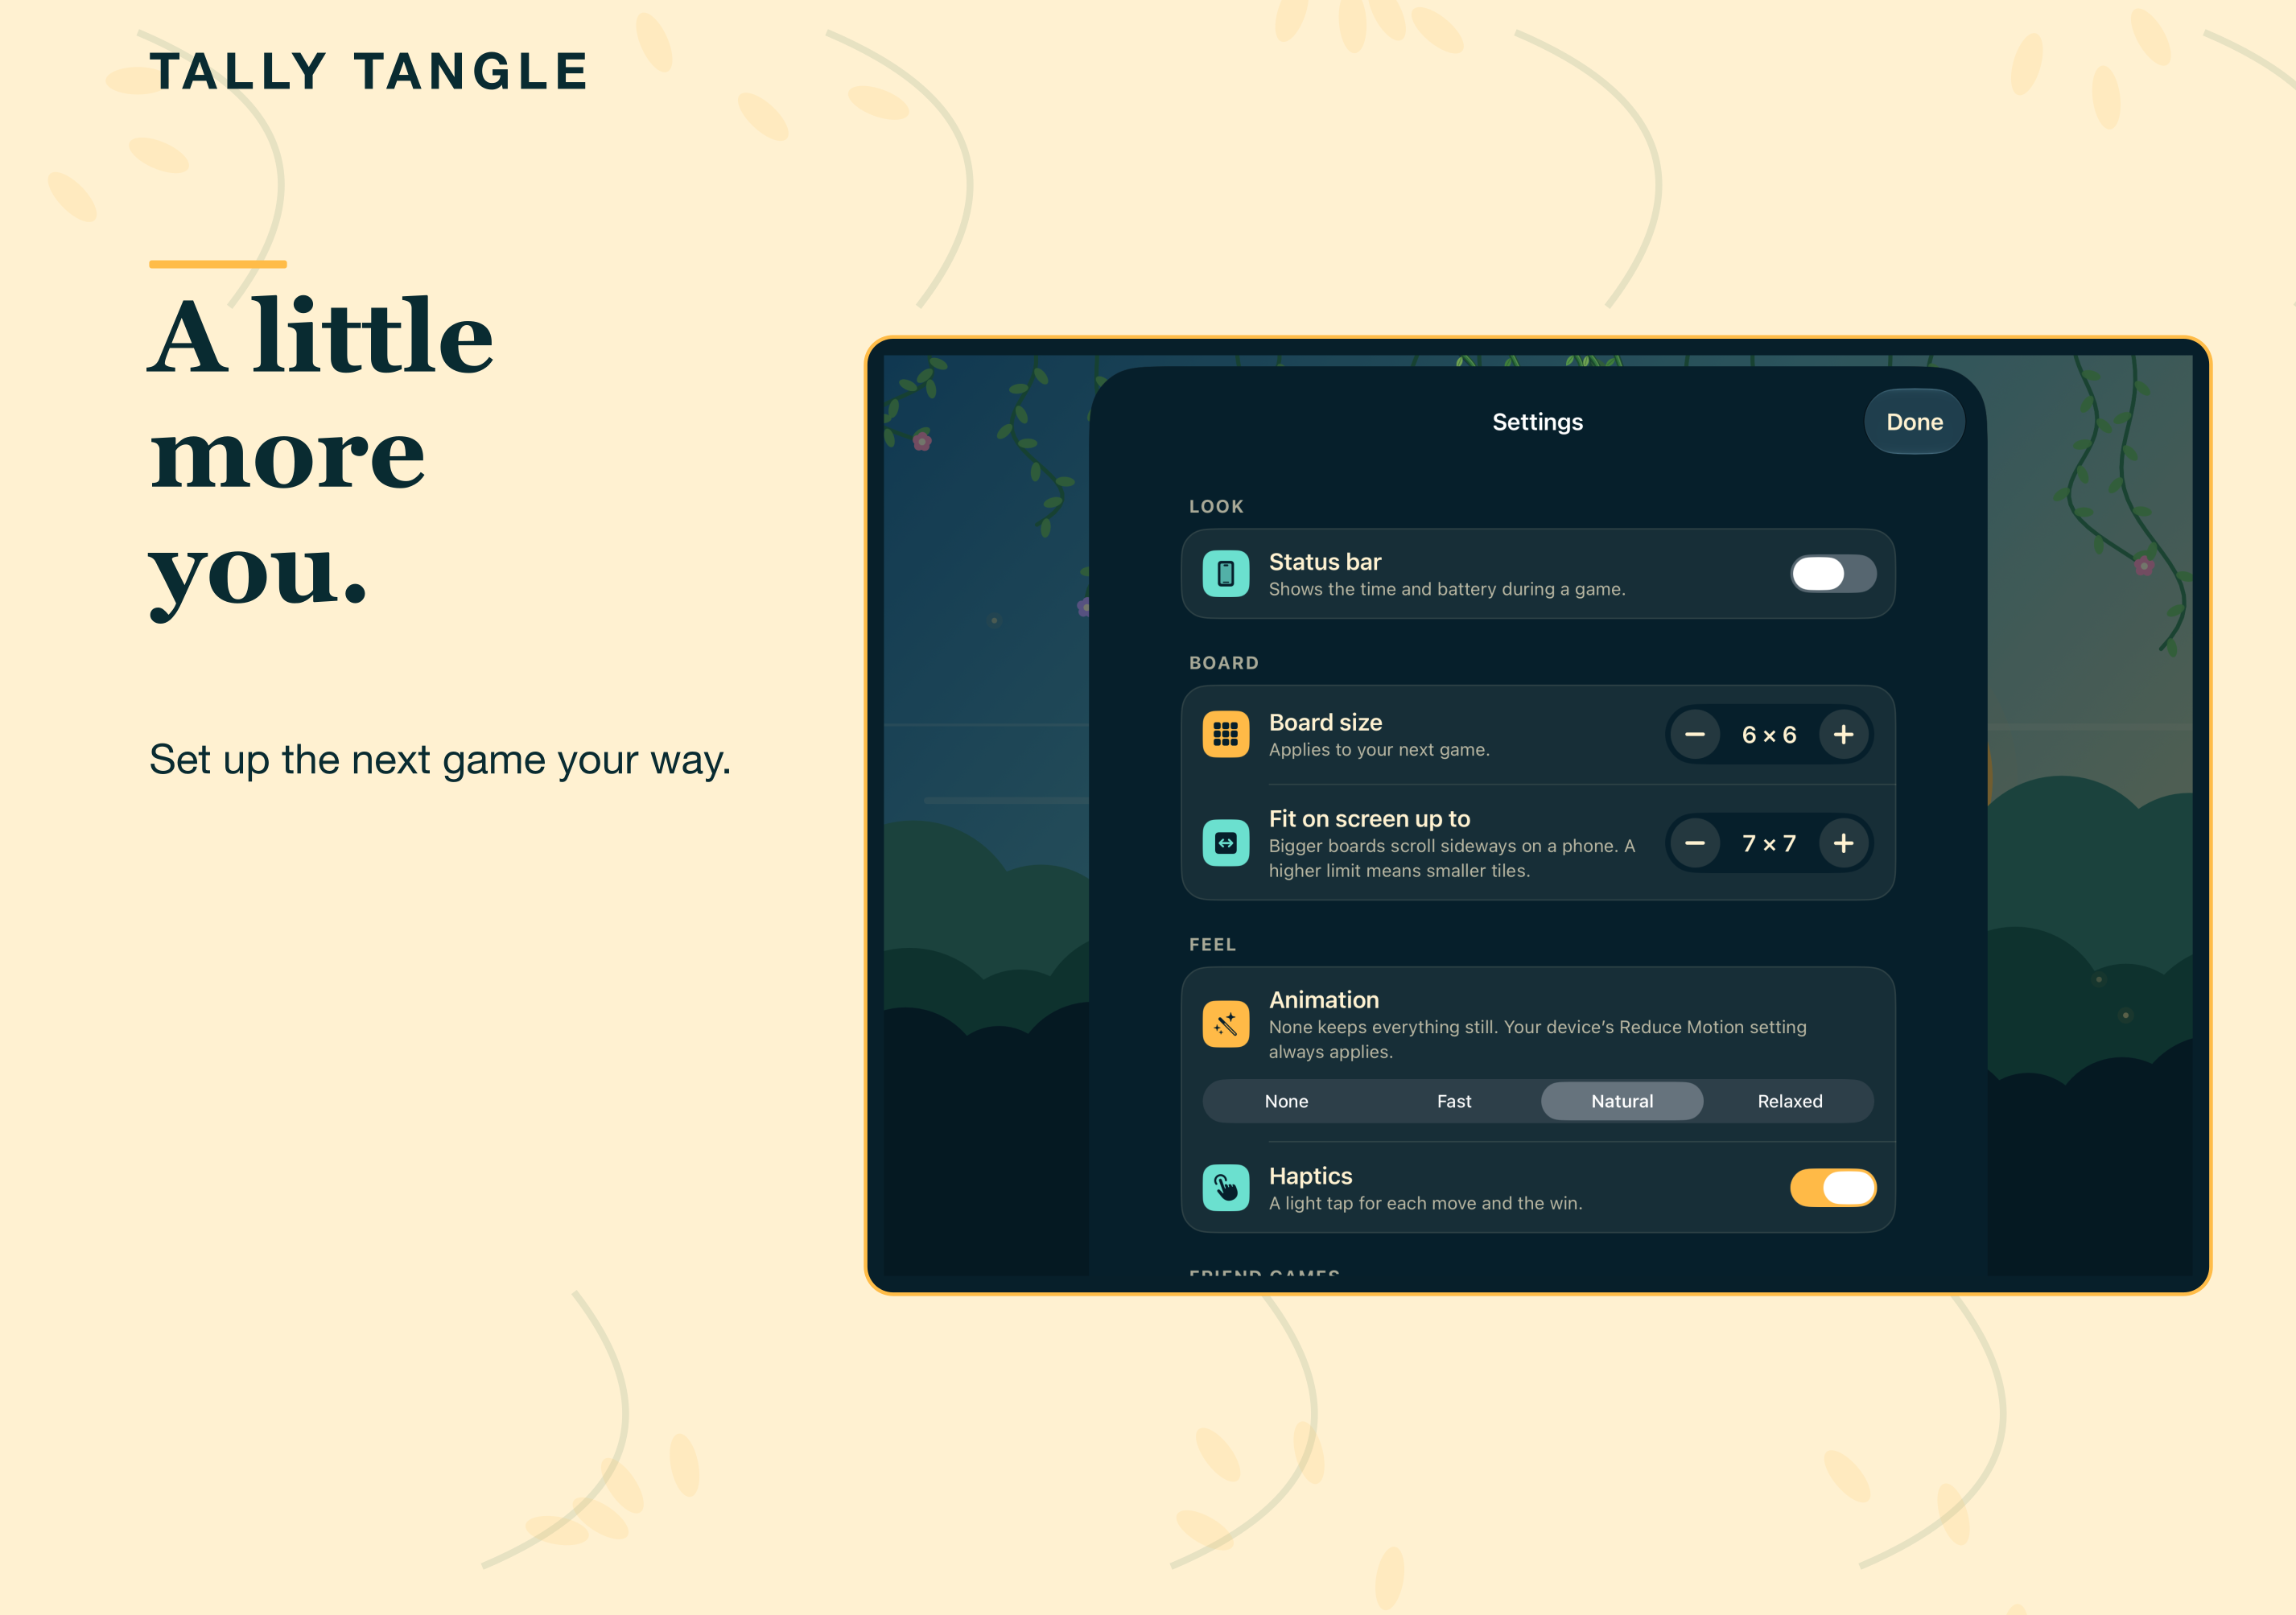 TALLY TANGLE
A little
more
you.
Set up the next game your way.
Settings
Done
LOOK
Status bar
Shows the time and battery during a game.
BOARD
Board size
Applies to your next game.
6 × 6
Fit on screen up to
Bigger boards scroll sideways on a phone. A
higher limit means smaller tiles.
7 × 7
FEEL
Animation
None keeps everything still. Your device’s Reduce Motion setting
always applies.
None
Fast
Natural
Relaxed
Haptics
A light tap for each move and the win.
FRIEND GAMES